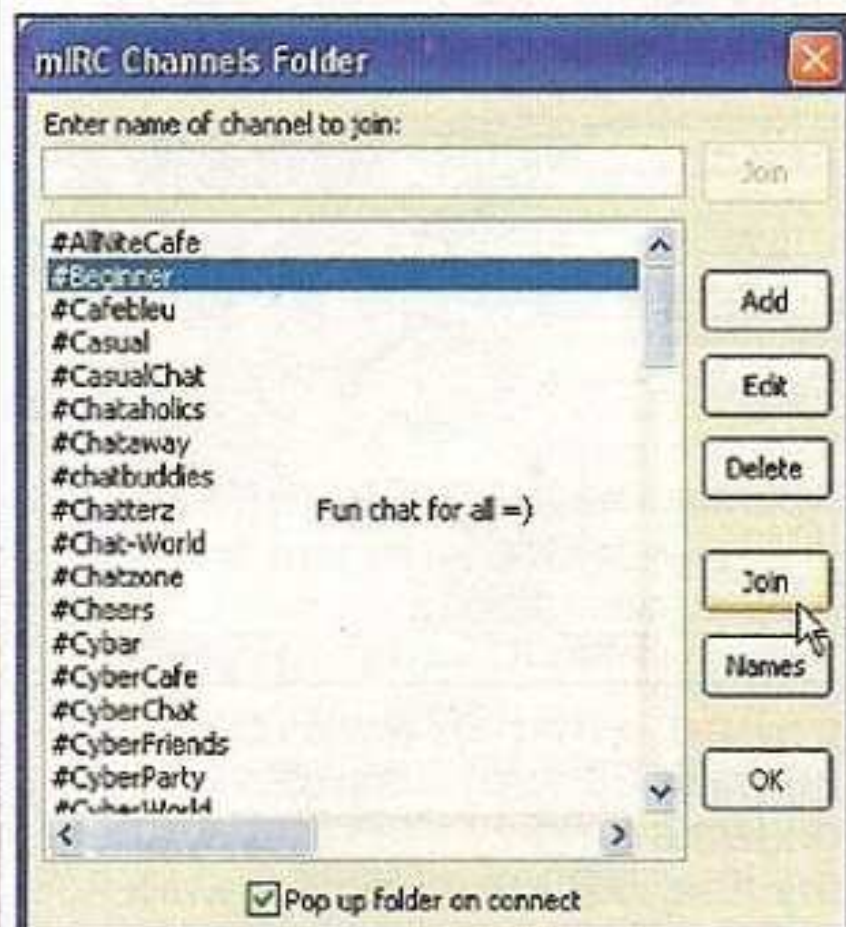 mIRC Channels Folder
Enter name of channel to join:
Join
#AllNiteCafe
#Beginner
#Cafebleu
#Casual
#CasualChat
#Chataholics
#Chataway
#chatbuddies
#Chatterz Fun chat for all =)
#Chat-World
#Chatzone
#Cheers
#Cybar
#CyberCafe
#CyberChat
#CyberFriends
#CyberParty
#CyberWorld
Add
Edit
Delete
Join
Names
OK
Pop up folder on connect